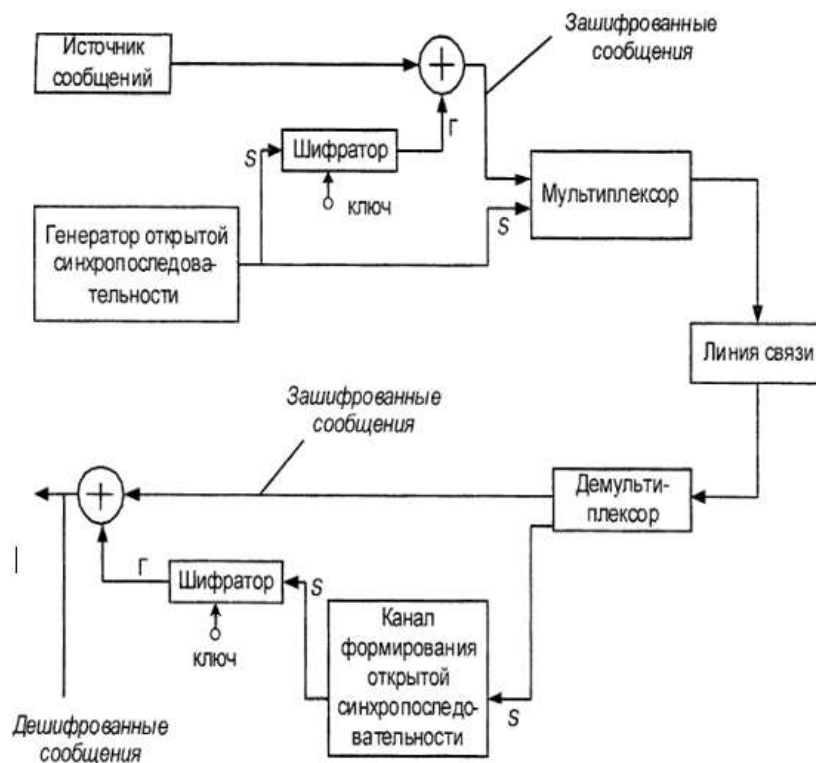 Источник
сообщений
Зашифрованные
сообщения
Г
S
Шифратор
ключ
Мультиплексор
S
Генератор открытой
синхропоследова-
тельности
Линия связи
Зашифрованные
сообщения
Демульти-
плексор
Г
Шифратор
S
ключ
Канал
формирования
открытой
синхропоследо-
вательности
S
Дешифрованные
сообщения